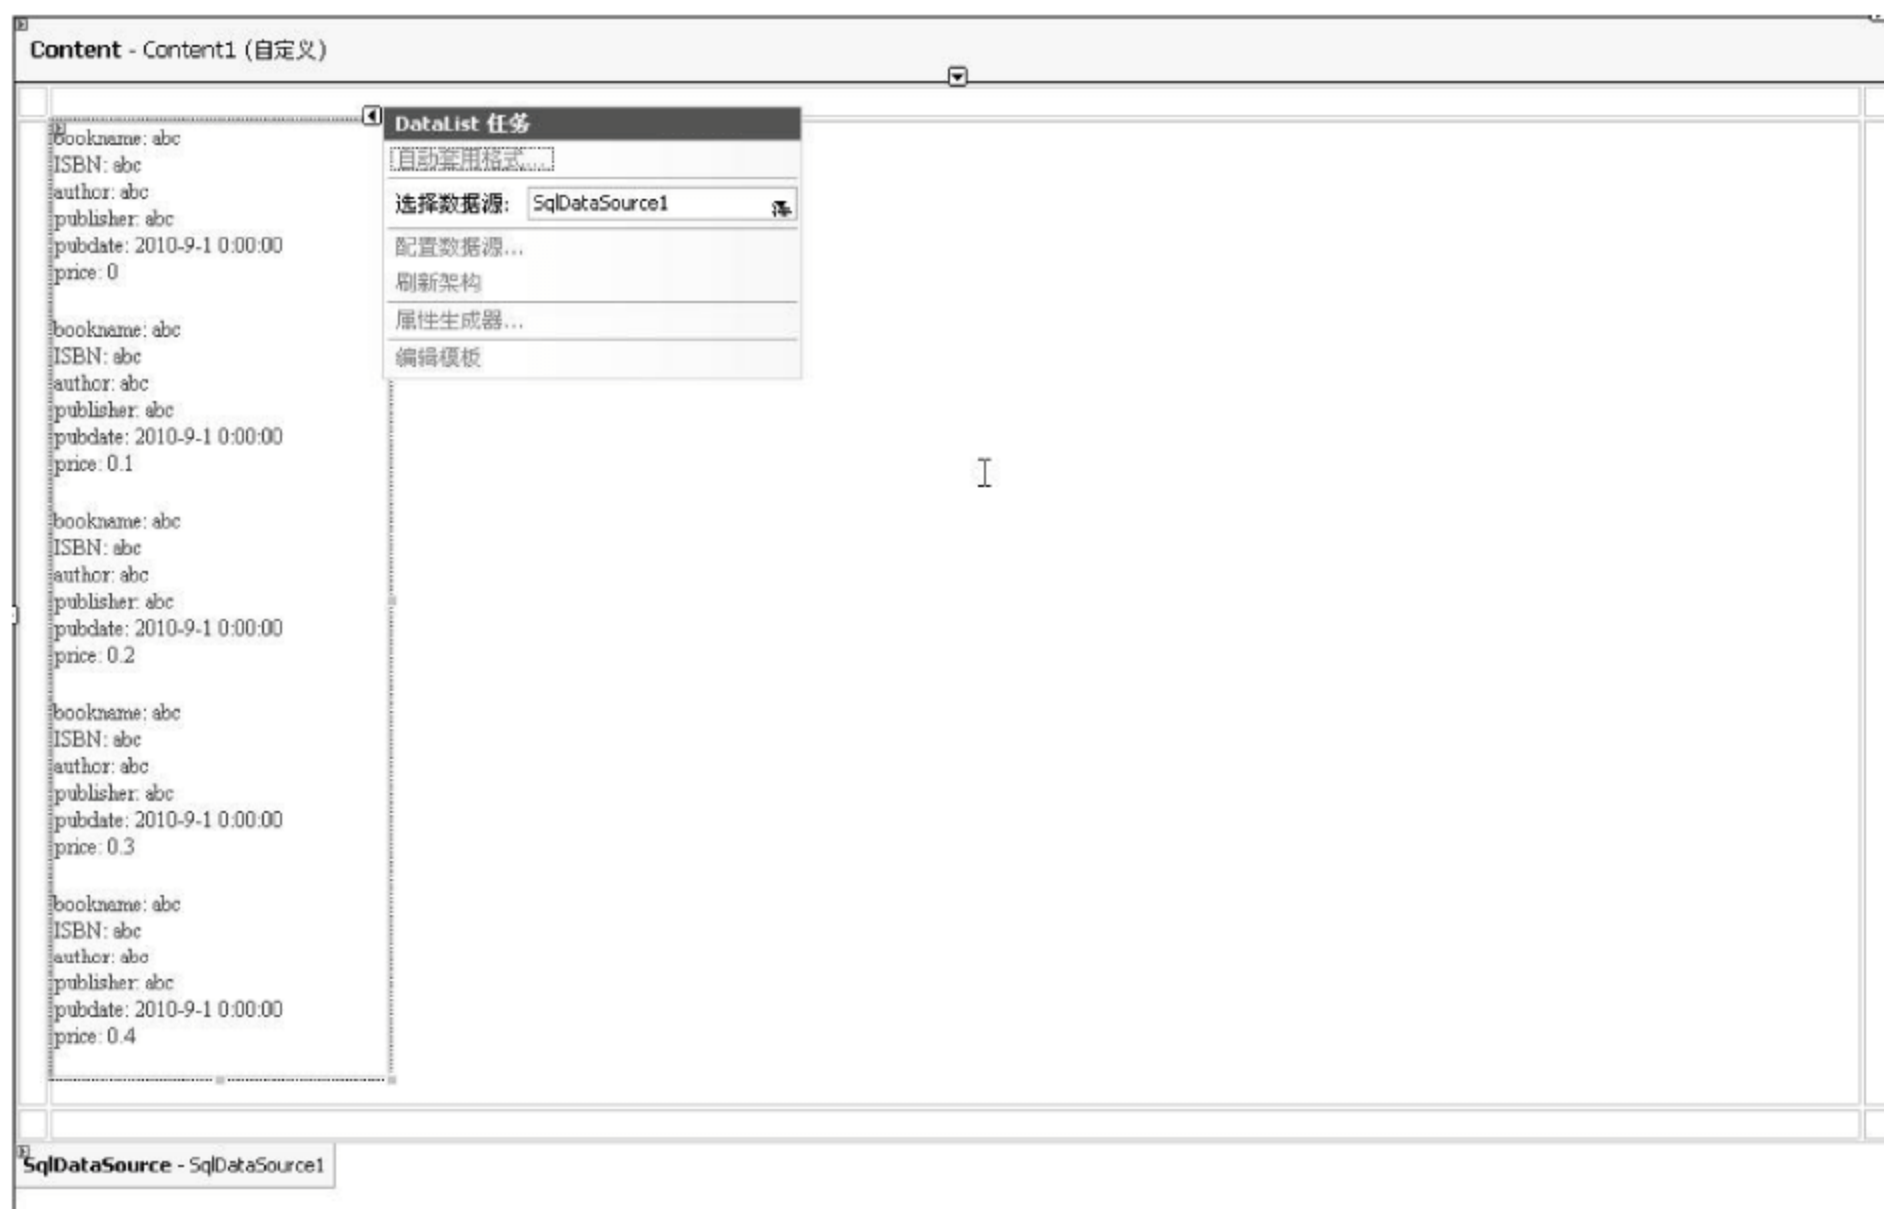 Content - Content1 (自定义)
DataList 任务
自动套用格式...
选择数据源: SqlDataSource1
配置数据源...
刷新架构
属性生成器...
编辑模板
bookname: abc
ISBN: abc
author: abc
publisher: abc
pubdate: 2010-9-1 0:00:00
price: 0
bookname: abc
ISBN: abc
author: abc
publisher: abc
pubdate: 2010-9-1 0:00:00
price: 0.1
bookname: abc
ISBN: abc
author: abc
publisher: abc
pubdate: 2010-9-1 0:00:00
price: 0.2
bookname: abc
ISBN: abc
author: abc
publisher: abc
pubdate: 2010-9-1 0:00:00
price: 0.3
bookname: abc
ISBN: abc
author: abc
publisher: abc
pubdate: 2010-9-1 0:00:00
price: 0.4
SqlDataSource - SqlDataSource1